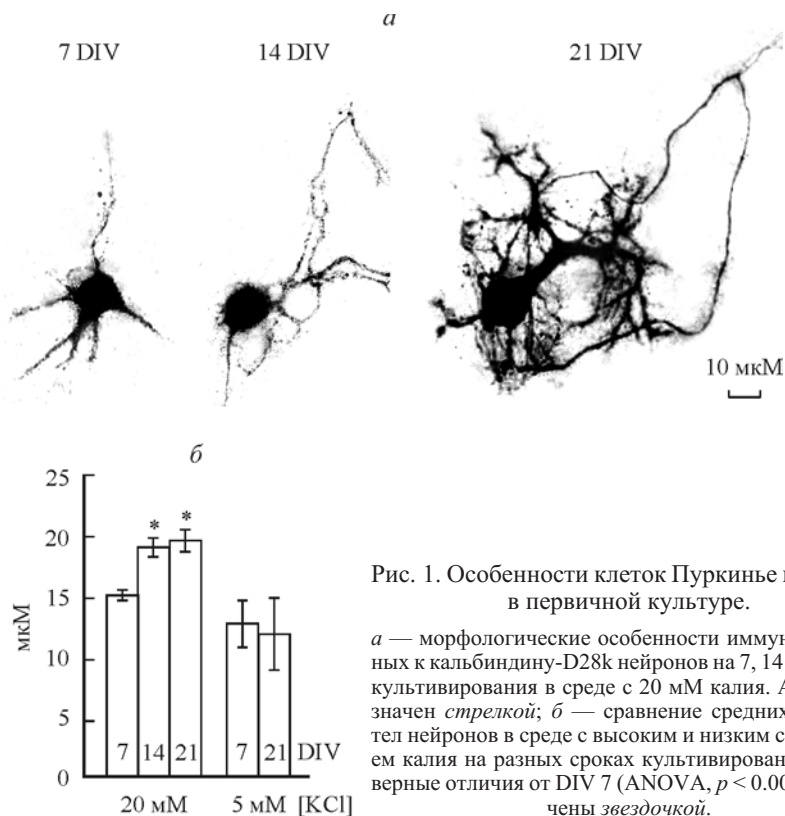 а
7 DIV 14 DIV 21 DIV
10 мкМ
б
25
20
15
10
5
0
мкМ
* *
7 14 21 7 21 DIV
20 мМ 5 мМ [KCl]
Рис. 1. Особенности клеток Пуркинье
в первичной культуре.
а — морфологические особенности иммун
ных к кальбиндину-D28k нейронов на 7, 14
культивирования в среде с 20 мМ калия. А
значен стрелкой; б — сравнение средних
тел нейронов в среде с высоким и низким с
ем калия на разных сроках культивирован
верные отличия от DIV 7 (ANOVA, p < 0.00
чены звездочкой.